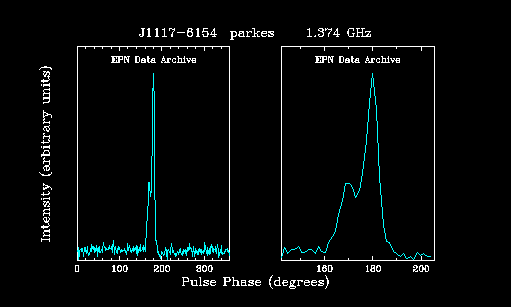 J1117-6154 parkes 1.374 GHz
EPN Data Archive EPN Data Archive
Intensity (arbitrary units)
0 100 200 300 160 180 200
Pulse Phase (degrees)